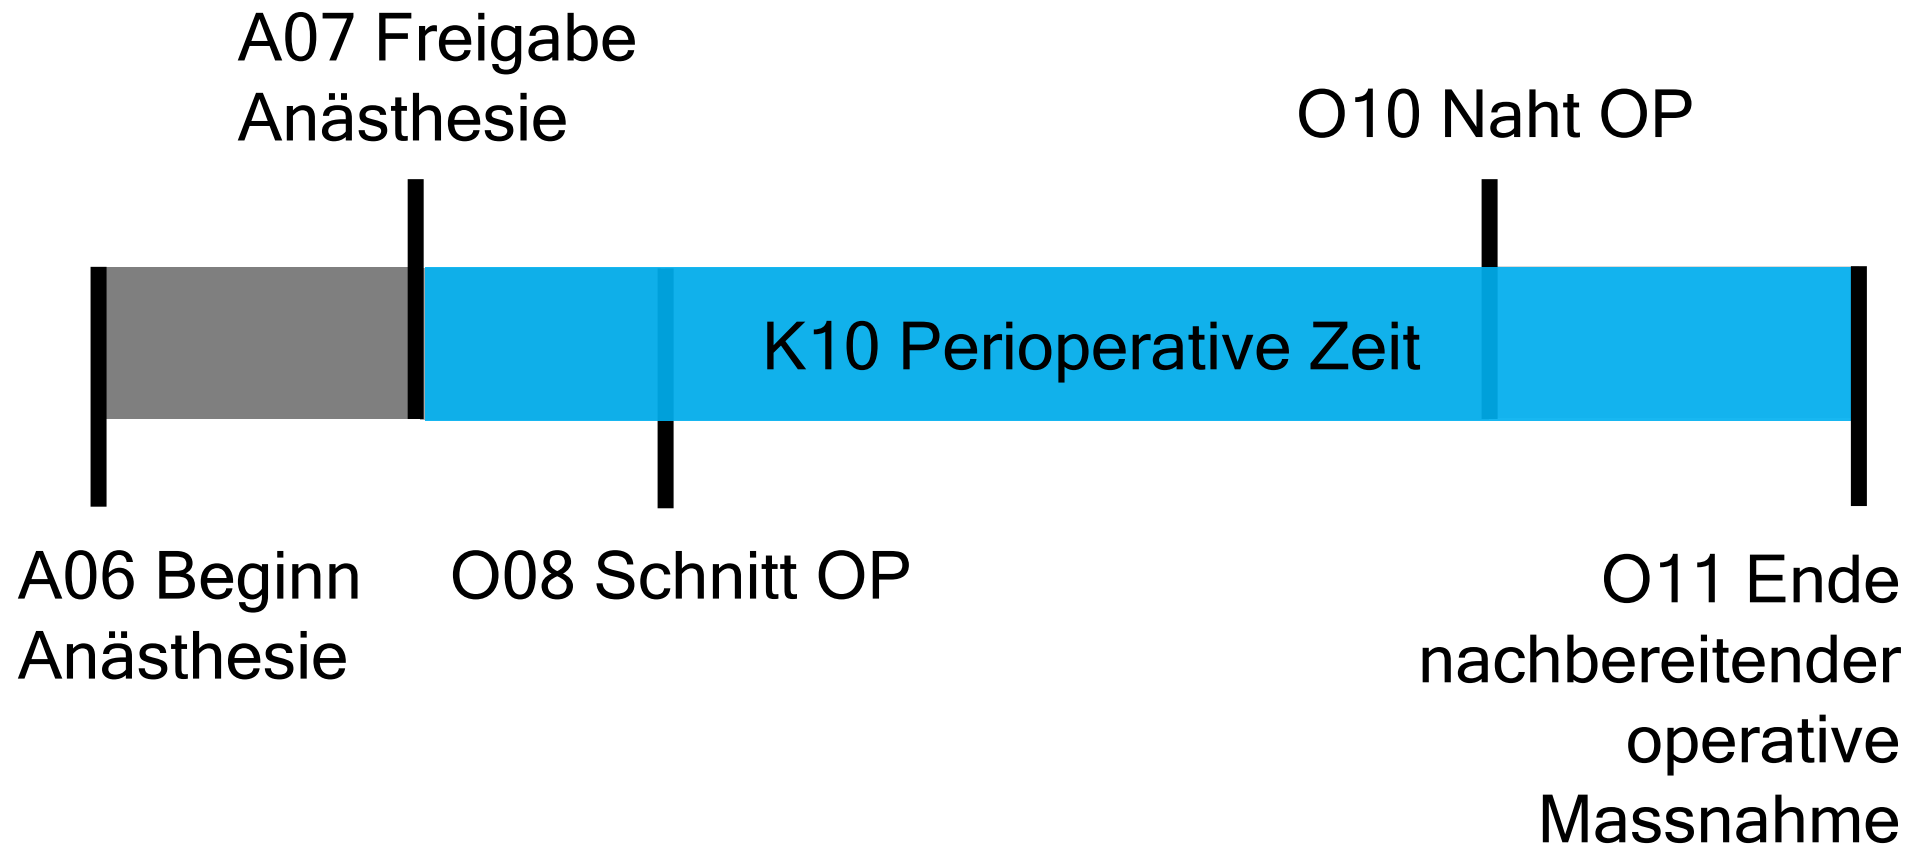 A07 Freigabe
Anästhesie
O10 Naht OP
K10 Perioperative Zeit
A06 Beginn
Anästhesie
O08 Schnitt OP
O11 Ende
nachbereitender
operative
Massnahme